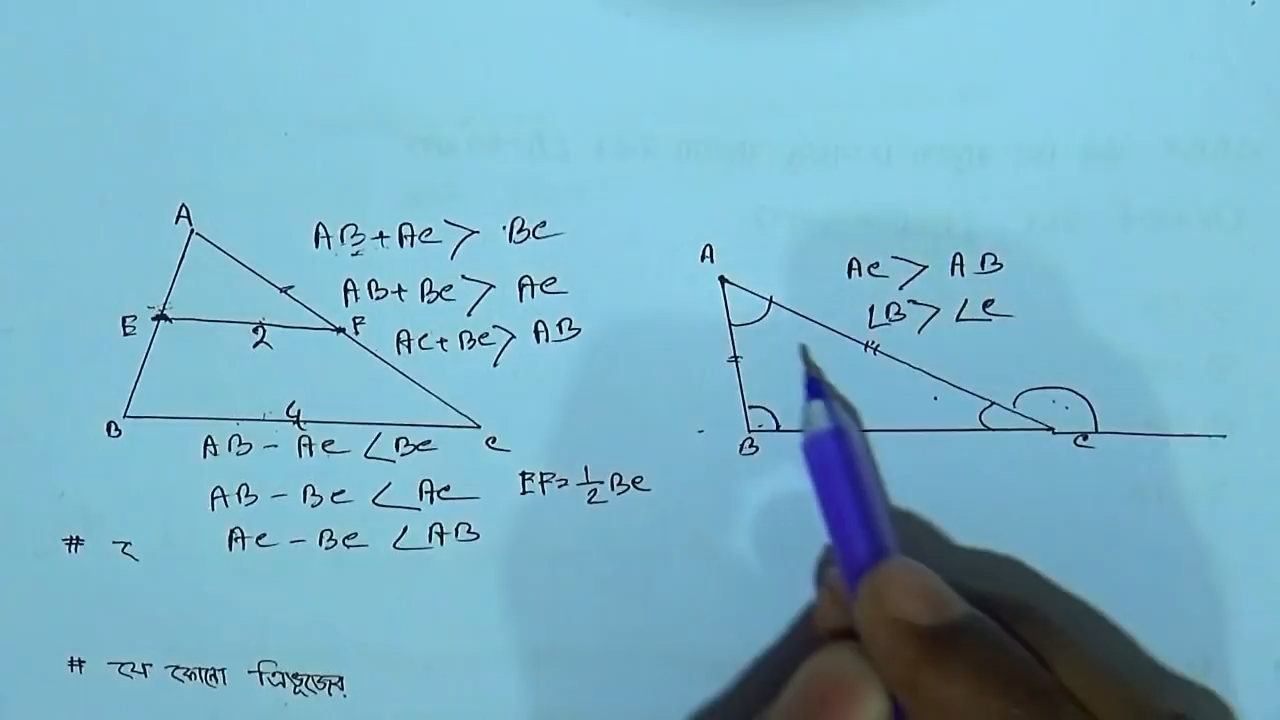 A
AB + AC > BC
AB + BC > AC
AC + BC > AB
E
F
2
4
B
C
AB - AC < BC
AB - BC < AC
EF = 1/2 BC
AC - BC < AB
#
# যে কোনো ত্রিভুজের
A
AC > AB
∠B > ∠C
B
C